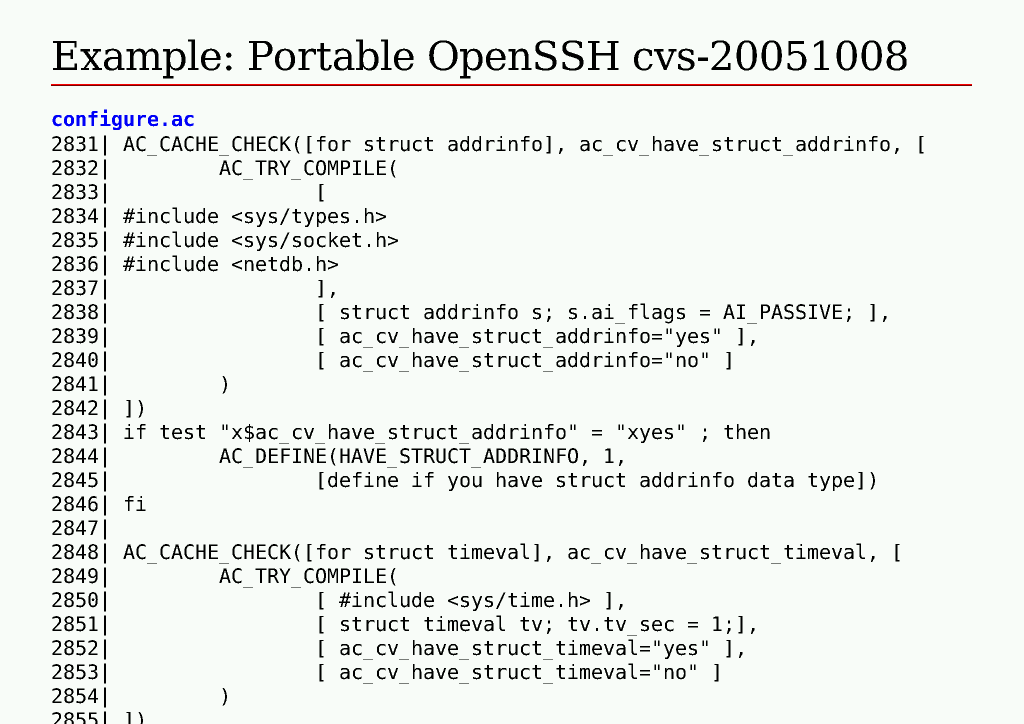 Example: Portable OpenSSH cvs-20051008
configure.ac
2831| AC_CACHE_CHECK([for struct addrinfo], ac_cv_have_struct_addrinfo, [
2832|         AC_TRY_COMPILE(
2833|                 [
2834| #include <sys/types.h>
2835| #include <sys/socket.h>
2836| #include <netdb.h>
2837|                 ],
2838|                 [ struct addrinfo s; s.ai_flags = AI_PASSIVE; ],
2839|                 [ ac_cv_have_struct_addrinfo="yes" ],
2840|                 [ ac_cv_have_struct_addrinfo="no" ]
2841|         )
2842| ])
2843| if test "x$ac_cv_have_struct_addrinfo" = "xyes" ; then
2844|         AC_DEFINE(HAVE_STRUCT_ADDRINFO, 1,
2845|                 [define if you have struct addrinfo data type])
2846| fi
2847|
2848| AC_CACHE_CHECK([for struct timeval], ac_cv_have_struct_timeval, [
2849|         AC_TRY_COMPILE(
2850|                 [ #include <sys/time.h> ],
2851|                 [ struct timeval tv; tv.tv_sec = 1;],
2852|                 [ ac_cv_have_struct_timeval="yes" ],
2853|                 [ ac_cv_have_struct_timeval="no" ]
2854|         )
2855| ])